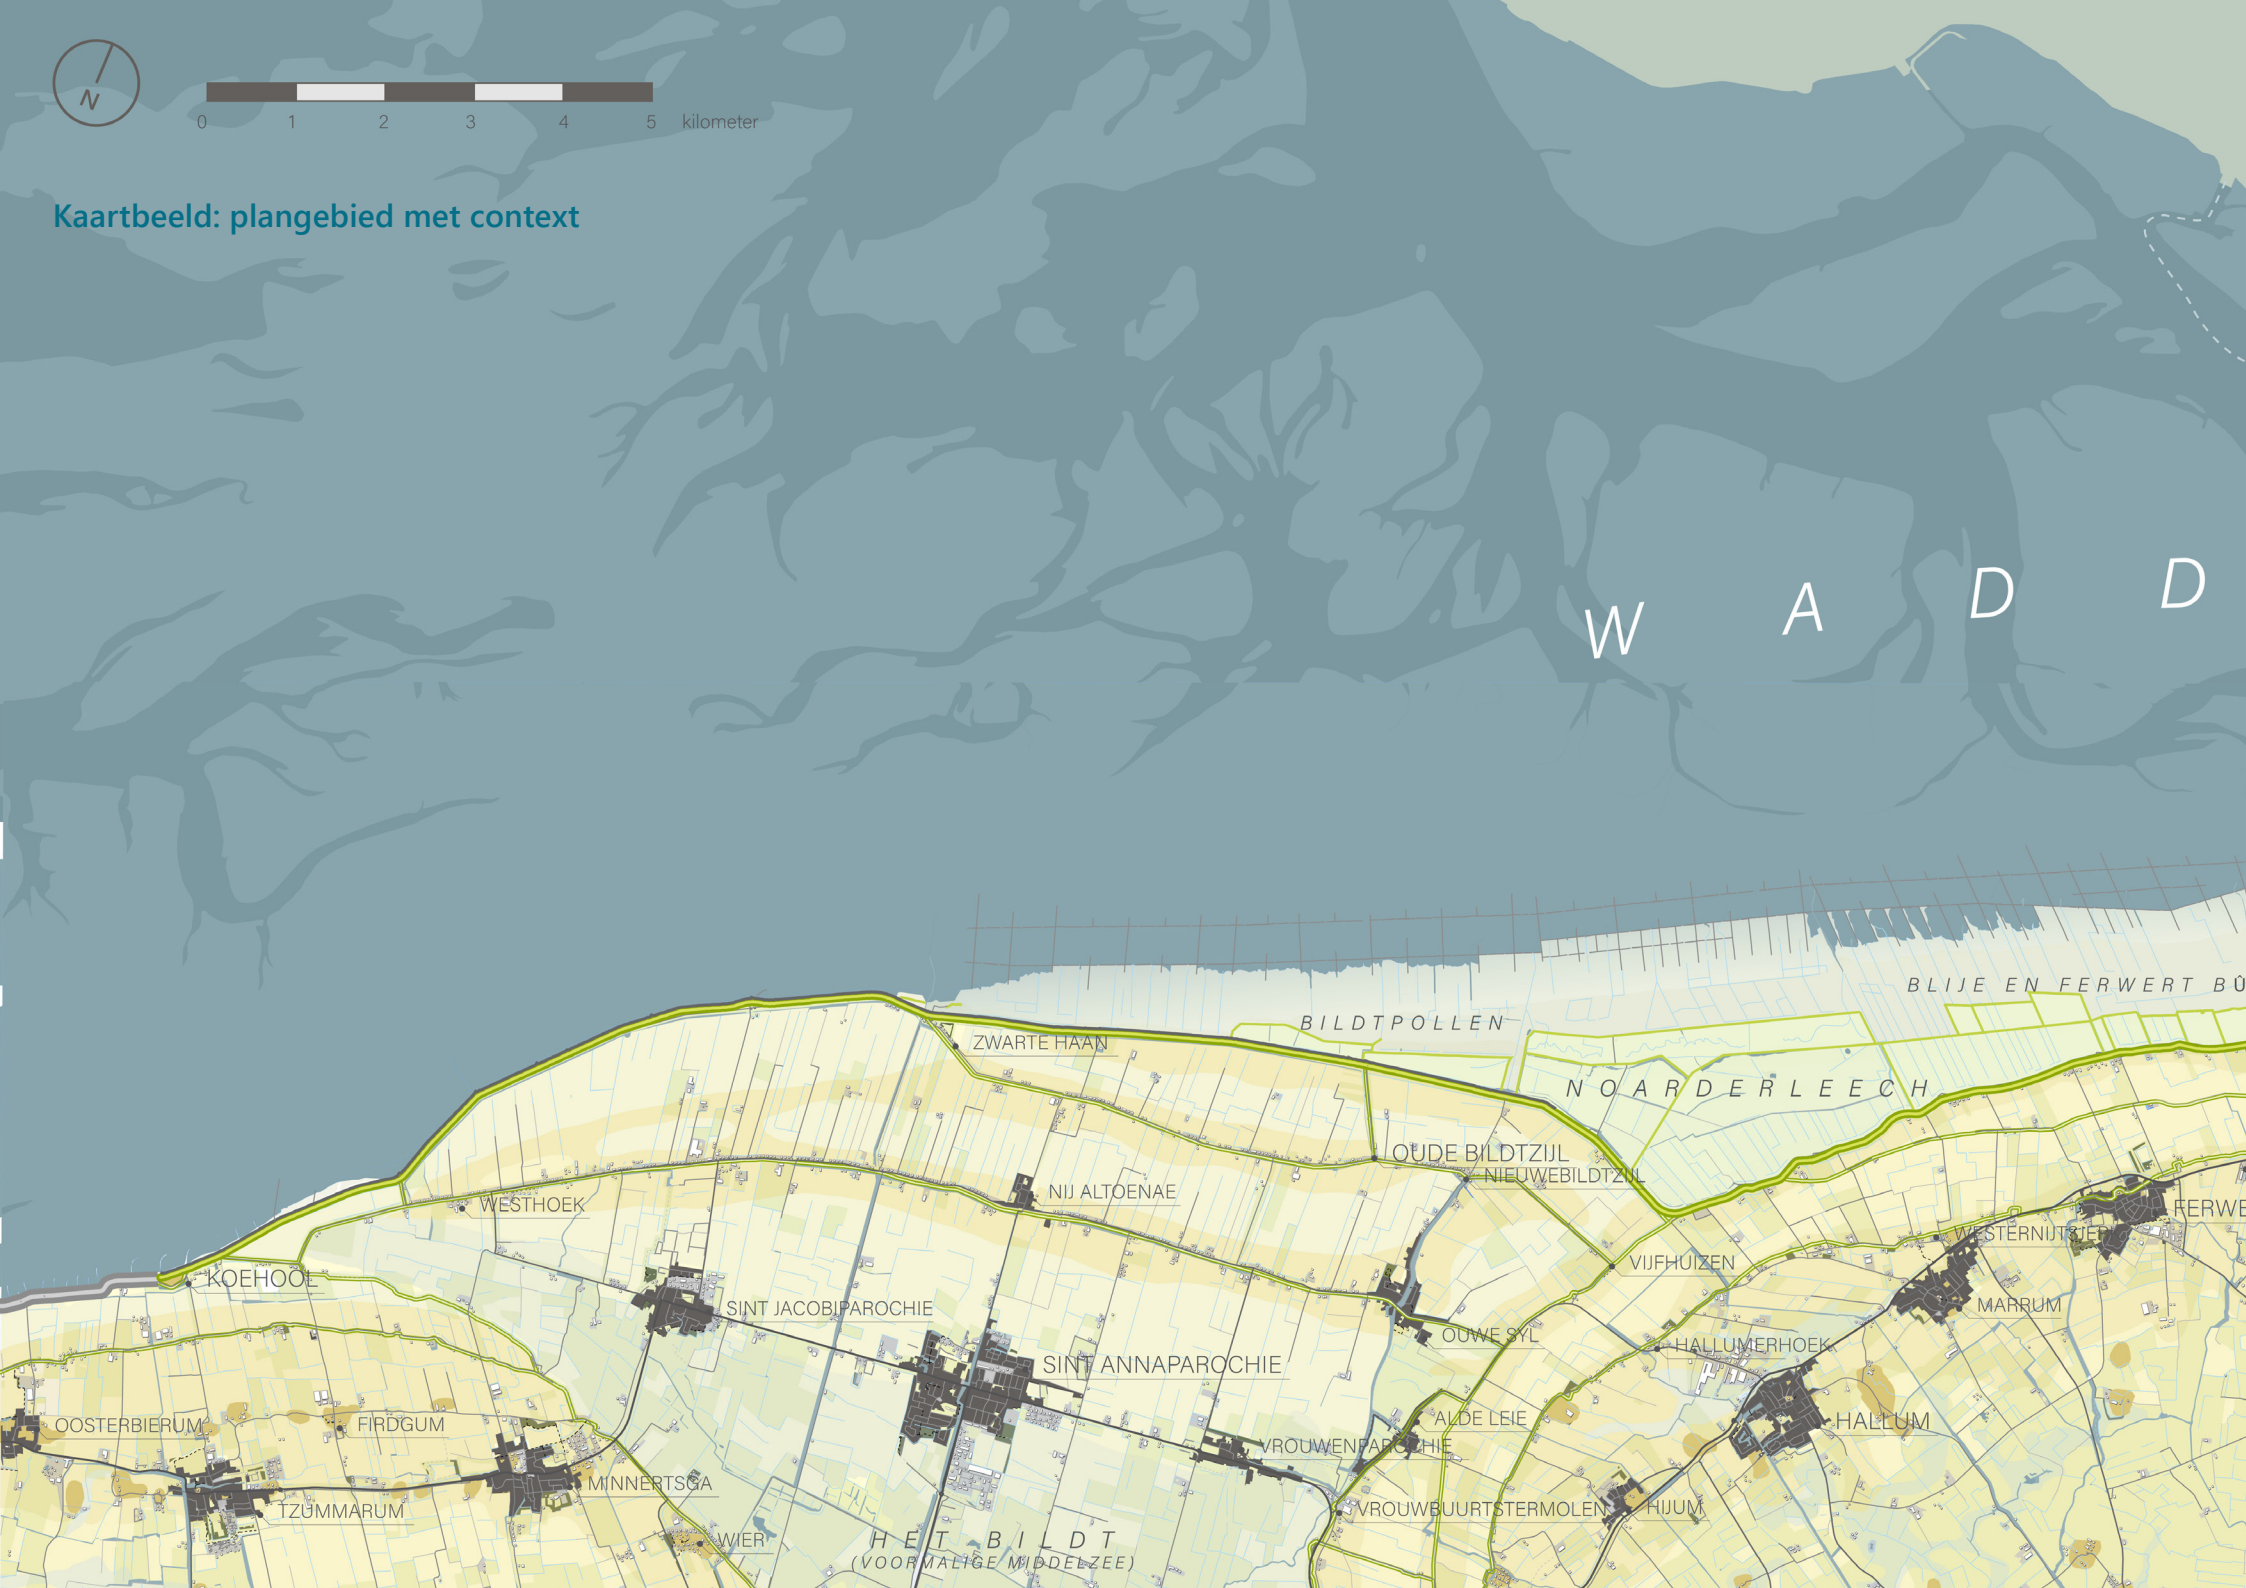 N
0 1 2 3 4 5 kilometer
Kaartbeeld: plangebied met context
W A D D
BLIJE EN FERWERT BÛ
BILDTPOLLEN
ZWARTE HAAN
NOARDERLEECH
OUDE BILDTZIJL
NIEUWEBILDTZIJL
NIJ ALTOENAE
WESTHOEK
FERWE
WESTERNIJTSJERK
VIJFHUIZEN
KOEHOOL
MARRUM
SINT JACOBIPAROCHIE
OUWE SYL
HALLUMERHOEK
SINT ANNAPAROCHIE
ALDE LEIE
HALLUM
OOSTERBIERUM
FIRDGUM
VROUWENPAROCHIE
MINNERTSGA
TZUMMARUM
VROUWBUURTSTERMOLEN
HIJUM
WIER
HET BILDT
(VOORMALIGE MIDDELZEE)